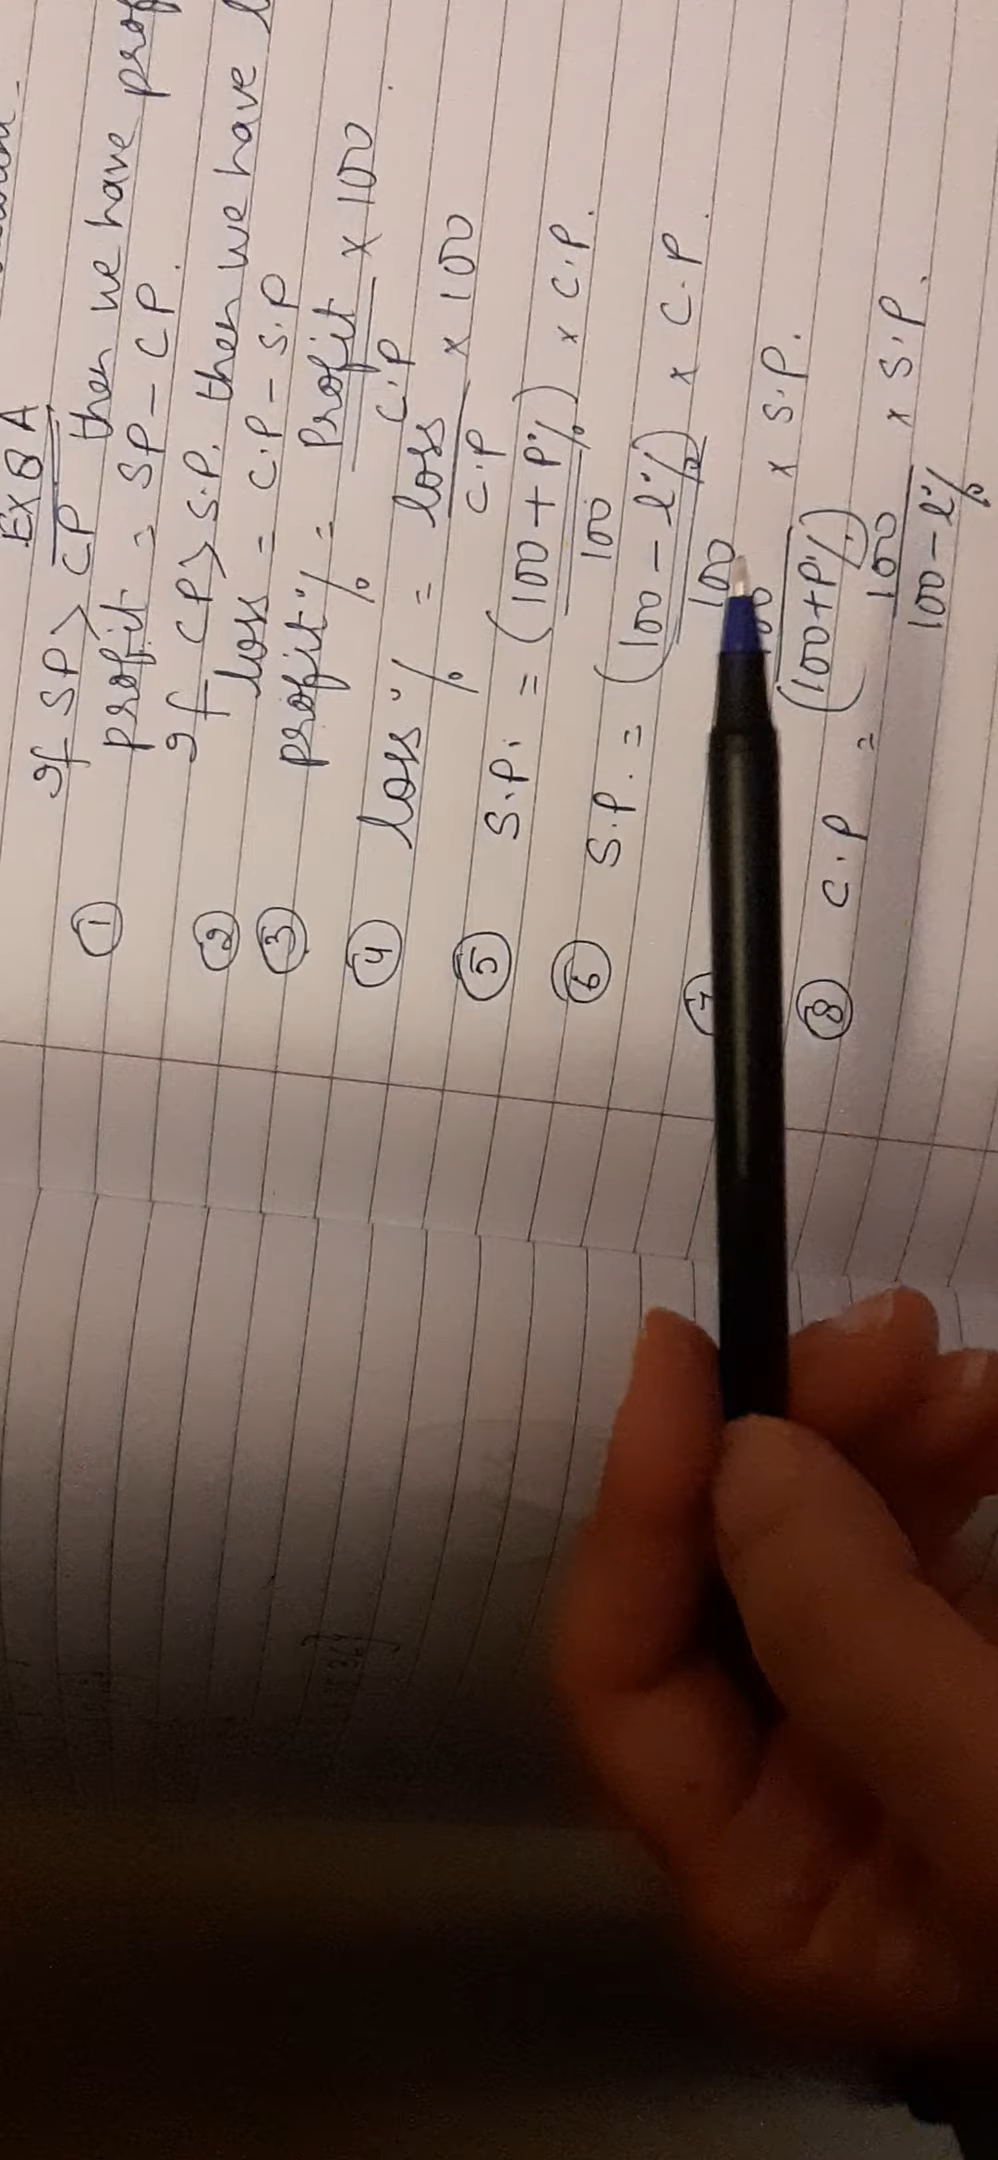 EX 8 A
If SP > CP then we have prof
① profit = SP - CP
If CP > S.P. then we have l
② loss = C.P - S.P
③ profit % = Profit × 100
C.P
④ loss % = loss × 100
C.P
⑤ S.P. = (100 + P%) × C.P.
100
⑥ S.P. = (100 - l%) × C.P.
100
⑦ 100 × S.P.
(100+P%)
⑧ C.P = 100 × S.P.
100 - l%